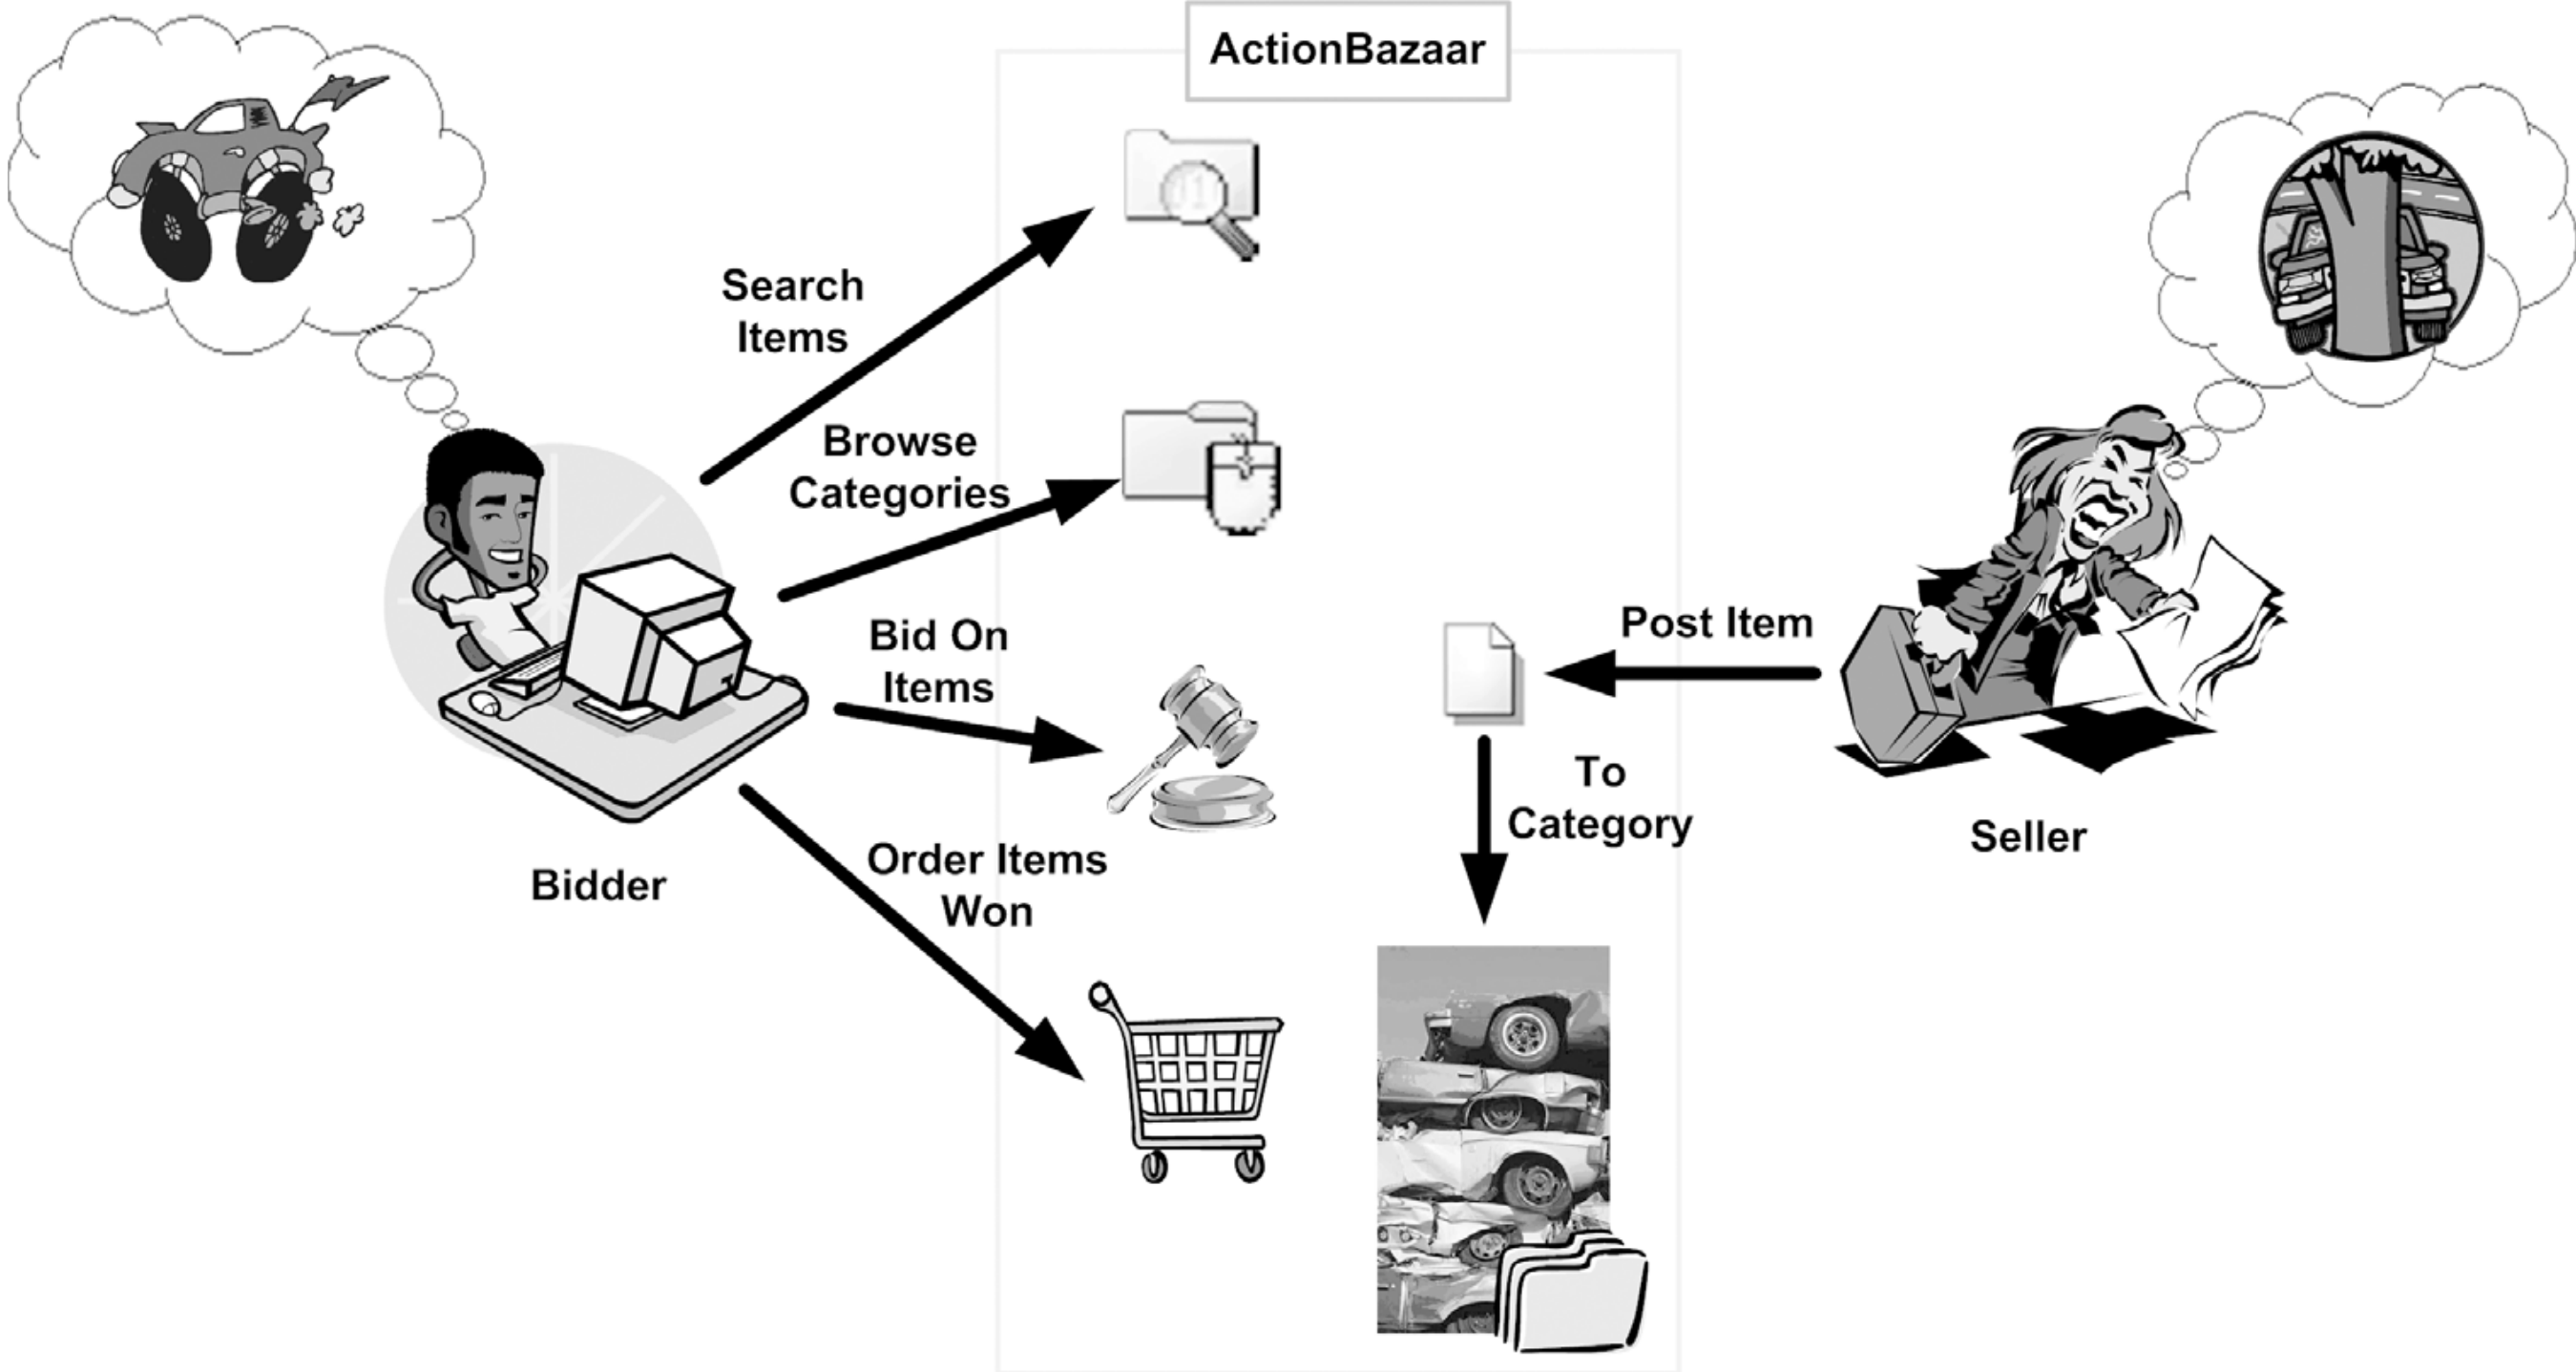 ActionBazaar
Search
Items
Browse
Categories
Bid On
Items
Order Items
Won
Bidder
Post Item
To
Category
Seller